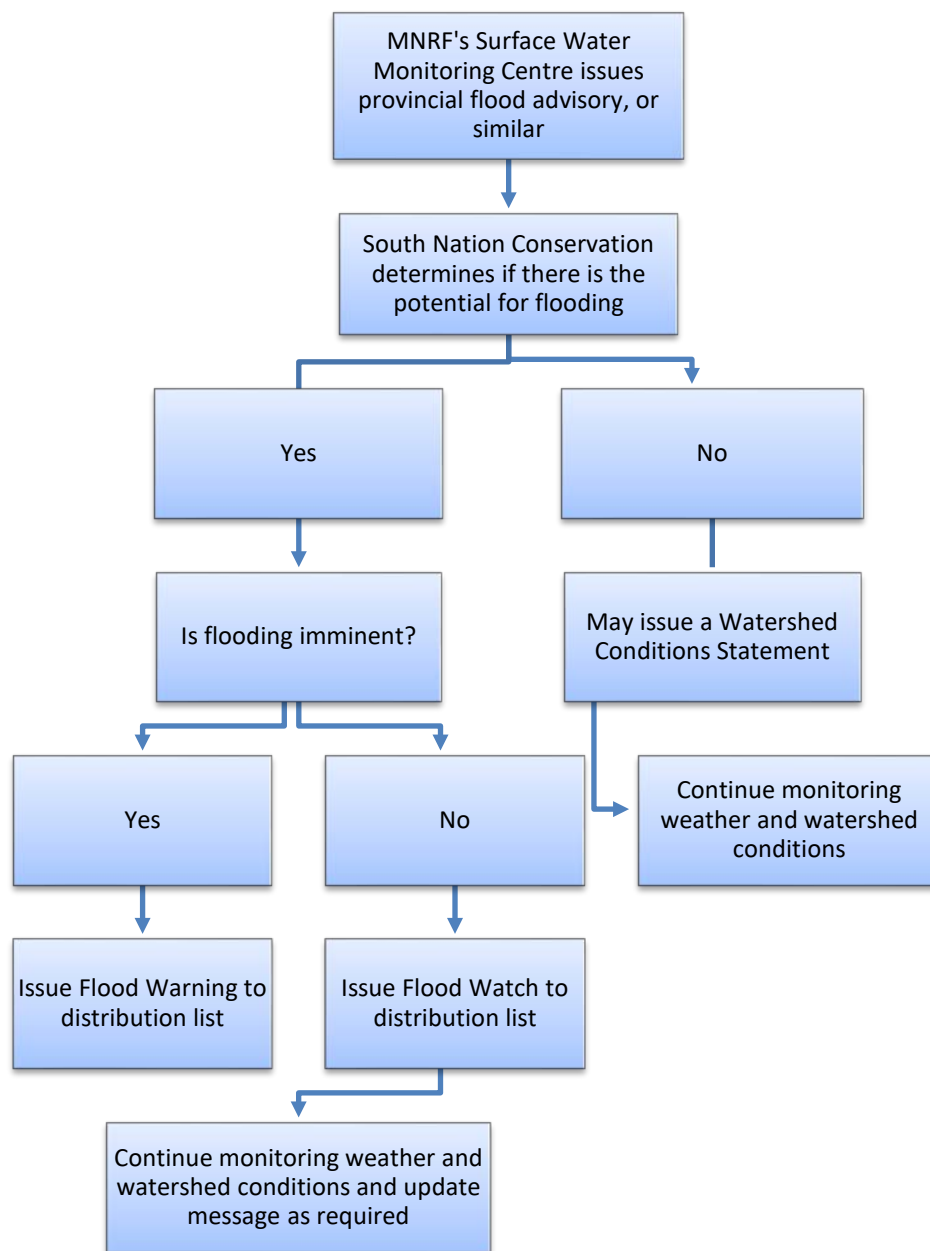 MNRF's Surface Water
Monitoring Centre issues
provincial flood advisory, or
similar
South Nation Conservation
determines if there is the
potential for flooding
Yes
No
Is flooding imminent?
May issue a Watershed
Conditions Statement
Yes
No
Continue monitoring
weather and watershed
conditions
Issue Flood Warning to
distribution list
Issue Flood Watch to
distribution list
Continue monitoring weather and
watershed conditions and update
message as required